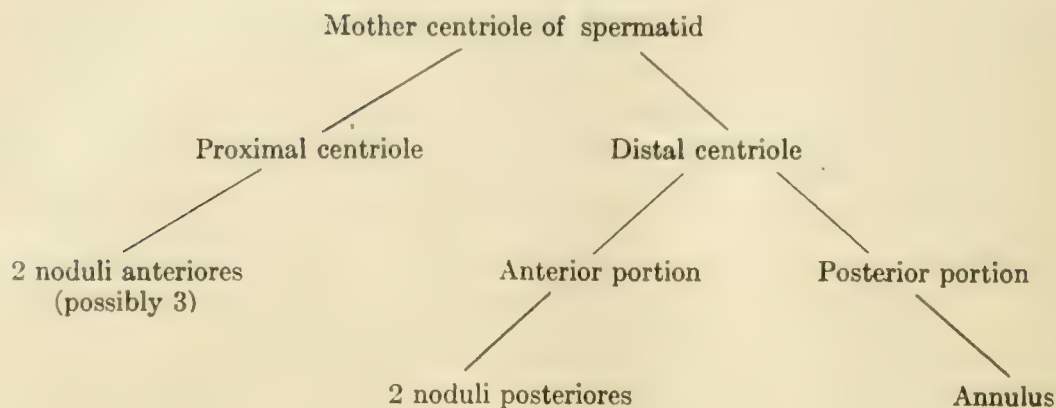 Mother centriole of spermatid
Proximal centriole
Distal centriole
2 noduli anteriores
(possibly 3)
Anterior portion
Posterior portion
2 noduli posteriores
Annulus